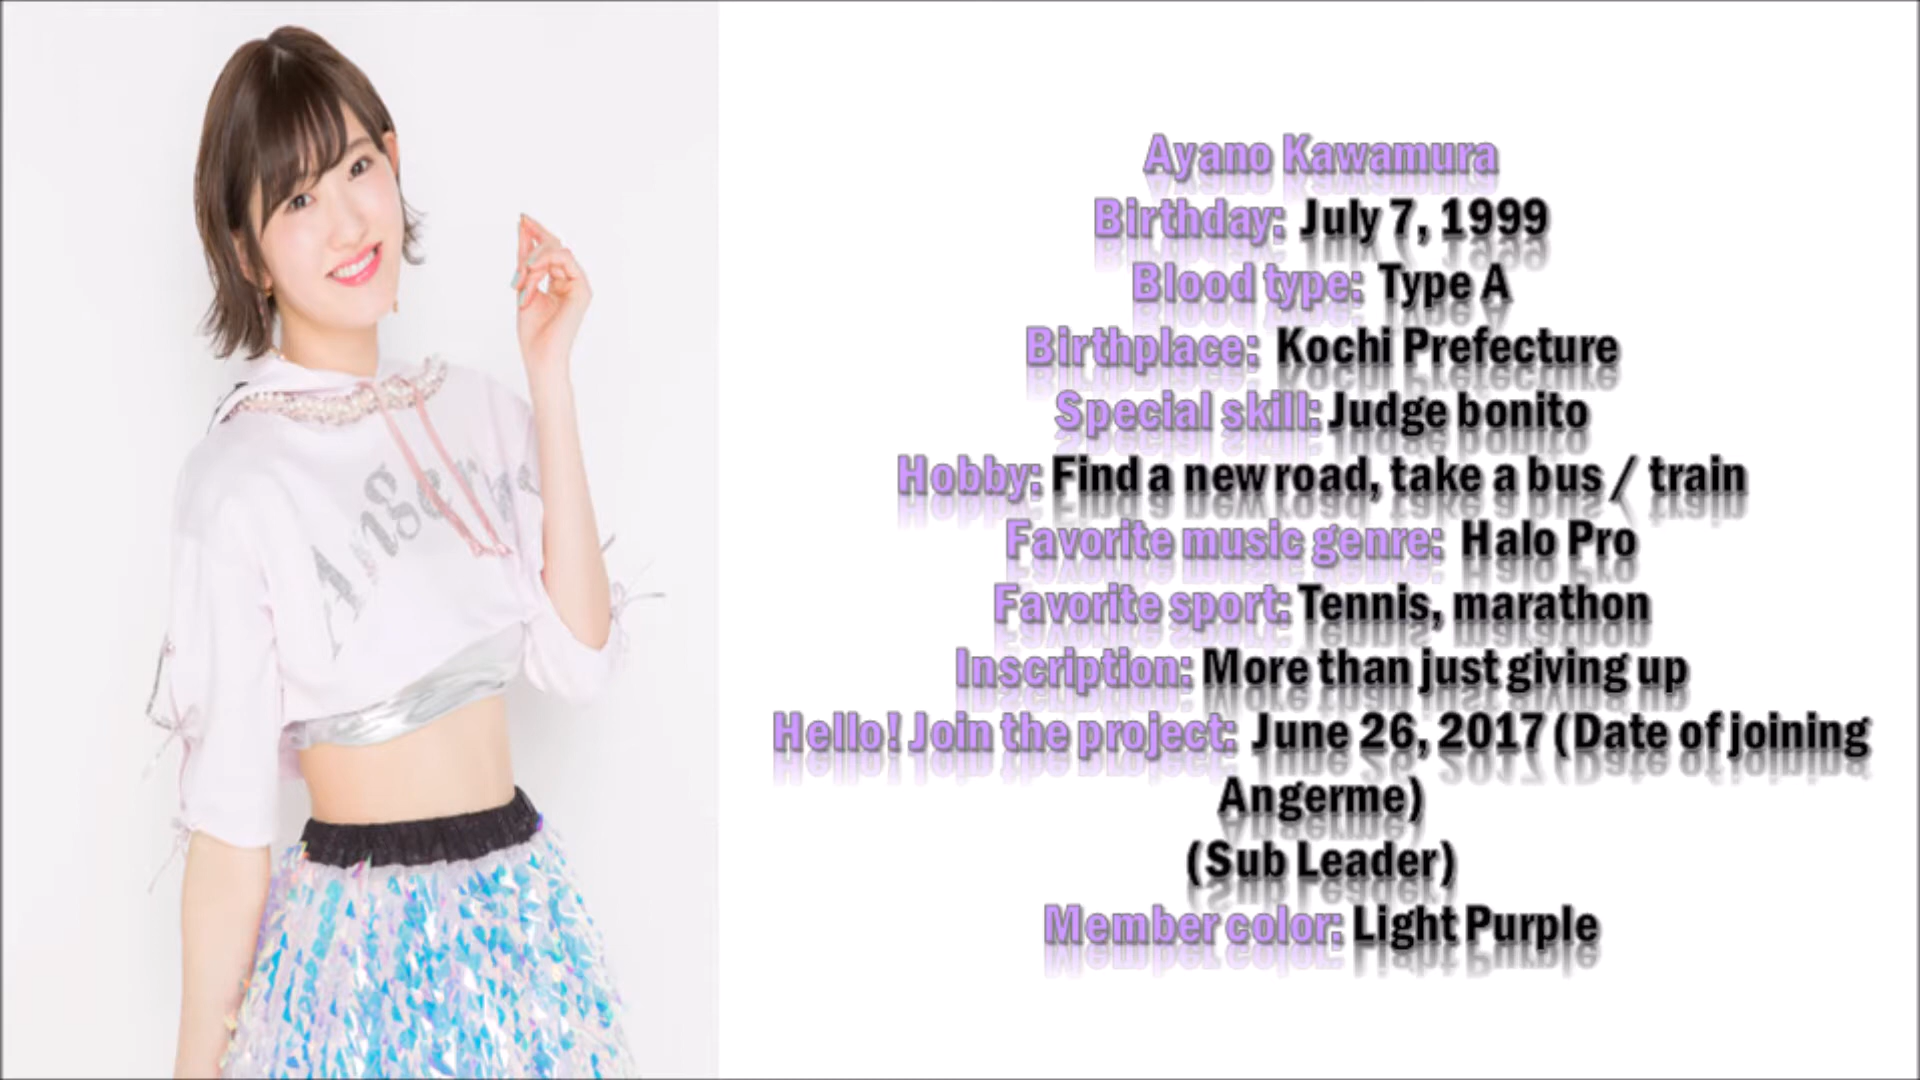 Ayano Kawamura
Birthday: July 7, 1999
Blood type: Type A
Birthplace: Kochi Prefecture
Special skill: Judge bonito
Hobby: Find a new road, take a bus / train
Favorite music genre: Halo Pro
Favorite sport: Tennis, marathon
Inscription: More than just giving up
Hello! Join the project: June 26, 2017 (Date of joining
Angerme)
(Sub Leader)
Member color: Light Purple